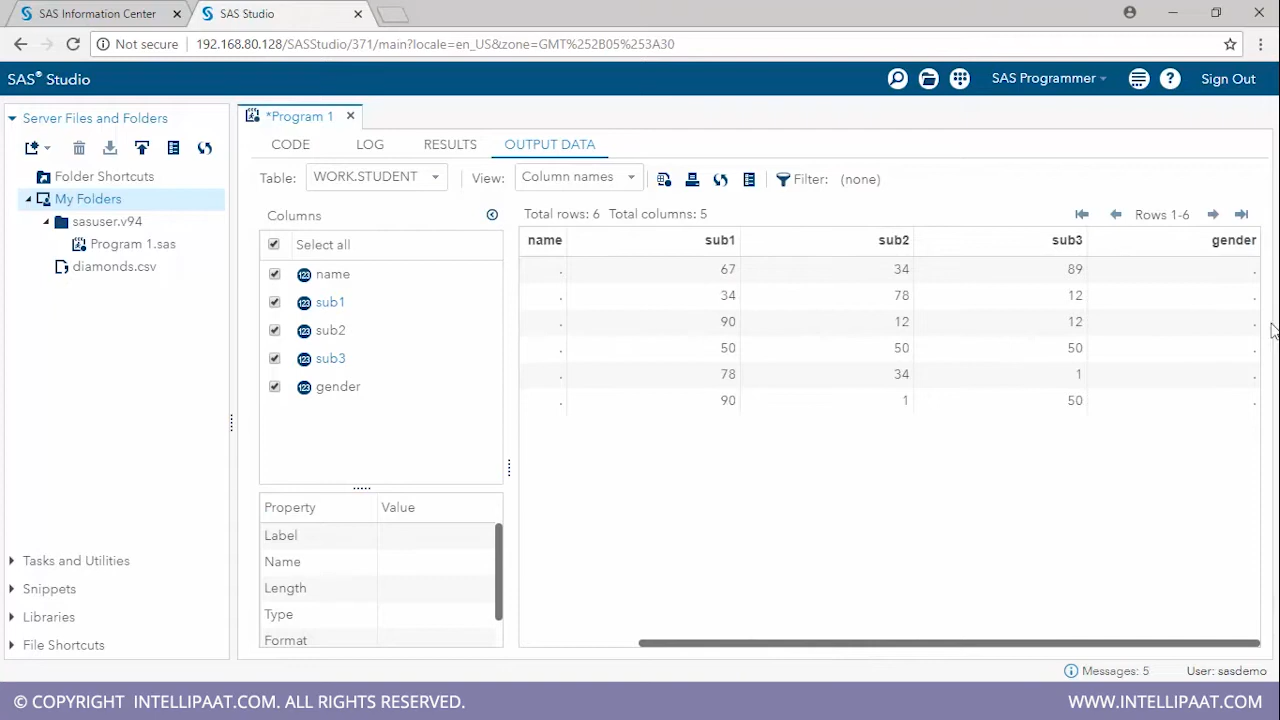 SAS Information Center
SAS Studio
Not secure 192.168.80.128/SASStudio/371/main?locale=en_US&zone=GMT%252B05%253A30
SAS® Studio
SAS Programmer
Sign Out
Server Files and Folders
Folder Shortcuts
My Folders
sasuser.v94
Program 1.sas
diamonds.csv
Tasks and Utilities
Snippets
Libraries
File Shortcuts
*Program 1
CODE LOG RESULTS OUTPUT DATA
Table: WORK.STUDENT View: Column names Filter: (none)
Columns
Select all
name
sub1
sub2
sub3
gender
Property Value
Label
Name
Length
Type
Format
Total rows: 6 Total columns: 5 Rows 1-6
name sub1 sub2 sub3 gender
. 67 34 89 .
. 34 78 12 .
. 90 12 12 .
. 50 50 50 .
. 78 34 1 .
. 90 1 50 .
Messages: 5 User: sasdemo
© COPYRIGHT INTELLIPAAT.COM. ALL RIGHTS RESERVED. WWW.INTELLIPAAT.COM